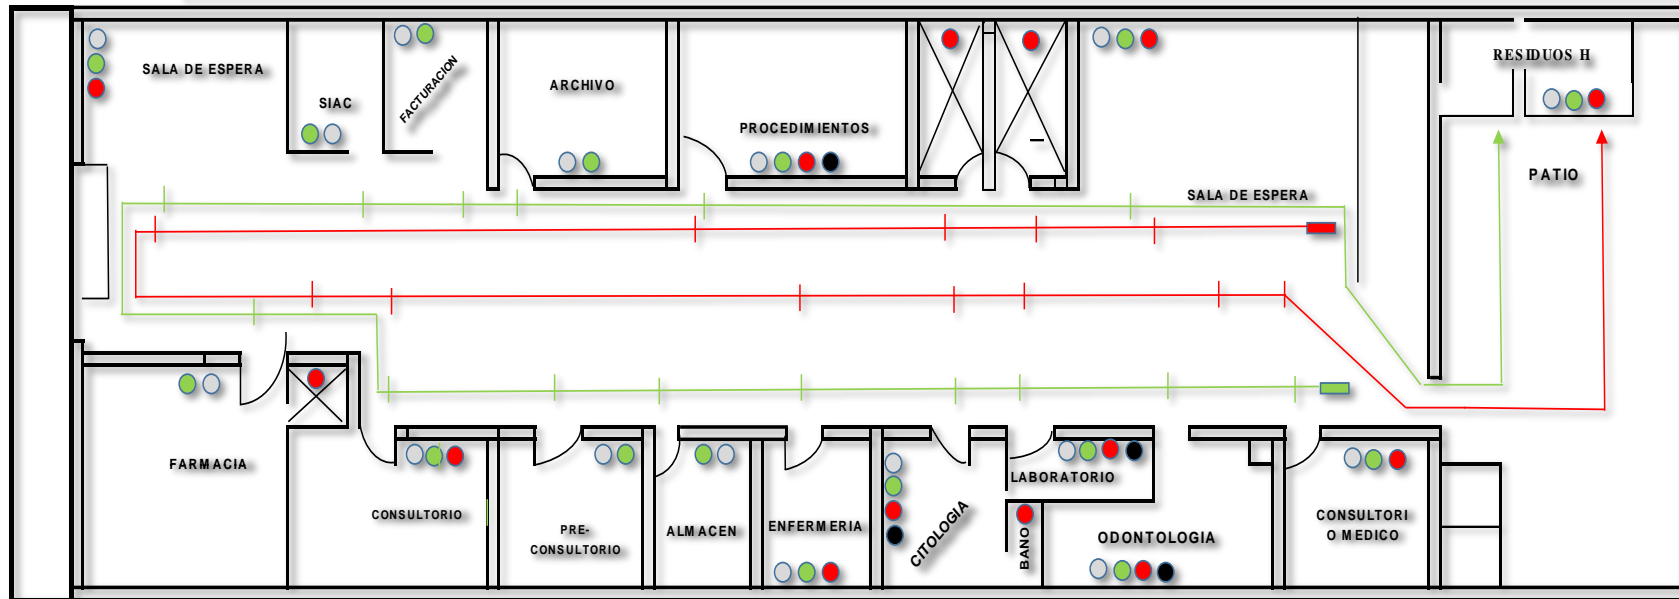 SALA DE ESPERA
SIAC
FACTURACION
ARCHIVO
PROCEDIMIENTOS
SALA DE ESPERA
RESIDUOS H
PATIO
FARMACIA
CONSULTORIO
PRE-
CONSULTORIO
ALMACEN
ENFERMERIA
CITOLOGIA
LABORATORIO
BANO
ODONTOLOGIA
CONSULTORI
O MEDICO